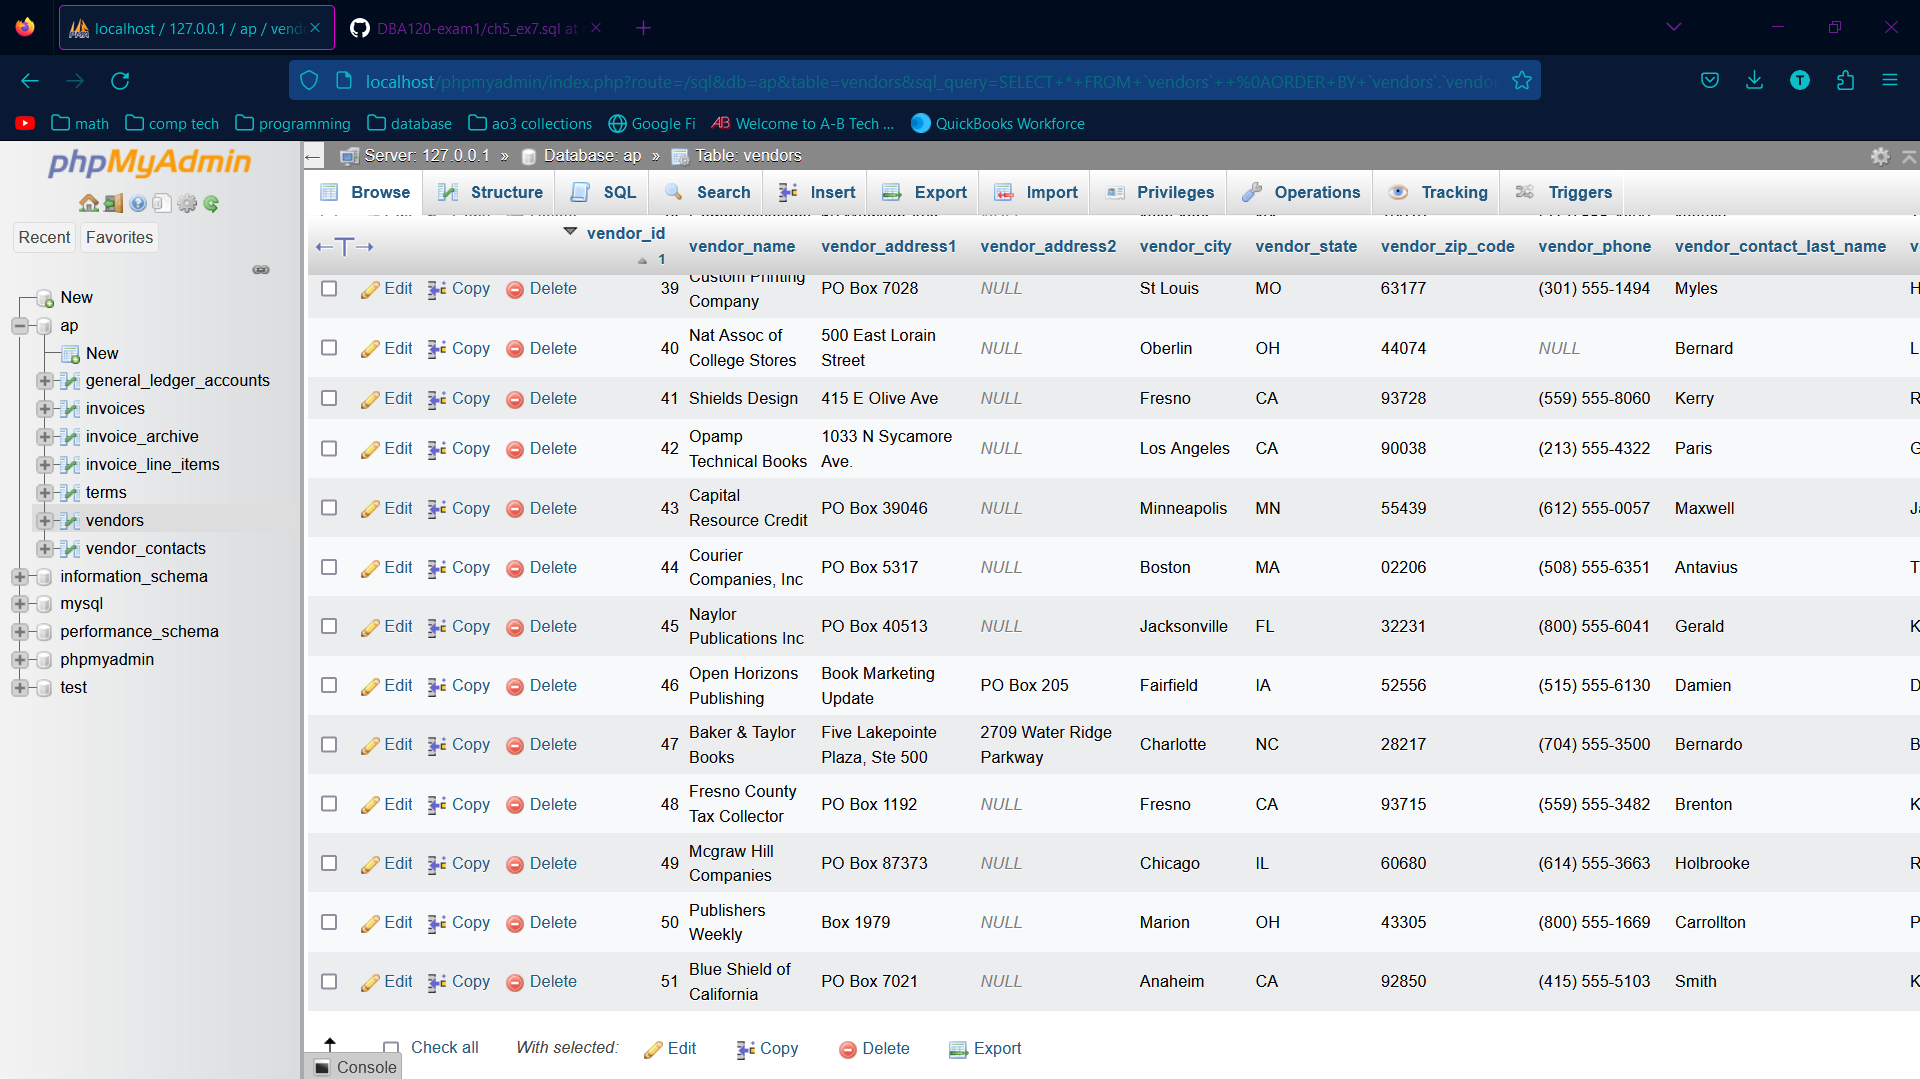 localhost / 127.0.0.1 / ap / vend
DBA120-exam1/ch5_ex7.sql at
localhost/phpmyadmin/index.php?route=/sql&db=ap&table=vendors&sql_query=SELECT+*+FROM+`vendors`++%0AORDER+BY+`vendors`.`vendo
math
comp tech
programming
database
ao3 collections
Google Fi
AB Welcome to A-B Tech ...
QuickBooks Workforce
phpMyAdmin
Recent
Favorites
New
ap
New
general_ledger_accounts
invoices
invoice_archive
invoice_line_items
terms
vendors
vendor_contacts
information_schema
mysql
performance_schema
phpmyadmin
test
Server: 127.0.0.1 » Database: ap » Table: vendors
Browse Structure SQL Search Insert Export Import Privileges Operations Tracking Triggers
vendor_id 1 vendor_name vendor_address1 vendor_address2 vendor_city vendor_state vendor_zip_code vendor_phone vendor_contact_last_name v
Edit Copy Delete 39 Custom Printing Company PO Box 7028 NULL St Louis MO 63177 (301) 555-1494 Myles H
Edit Copy Delete 40 Nat Assoc of College Stores 500 East Lorain Street NULL Oberlin OH 44074 NULL Bernard L
Edit Copy Delete 41 Shields Design 415 E Olive Ave NULL Fresno CA 93728 (559) 555-8060 Kerry R
Edit Copy Delete 42 Opamp Technical Books 1033 N Sycamore Ave. NULL Los Angeles CA 90038 (213) 555-4322 Paris G
Edit Copy Delete 43 Capital Resource Credit PO Box 39046 NULL Minneapolis MN 55439 (612) 555-0057 Maxwell Ja
Edit Copy Delete 44 Courier Companies, Inc PO Box 5317 NULL Boston MA 02206 (508) 555-6351 Antavius T
Edit Copy Delete 45 Naylor Publications Inc PO Box 40513 NULL Jacksonville FL 32231 (800) 555-6041 Gerald K
Edit Copy Delete 46 Open Horizons Publishing Book Marketing Update PO Box 205 Fairfield IA 52556 (515) 555-6130 Damien D
Edit Copy Delete 47 Baker & Taylor Books Five Lakepointe Plaza, Ste 500 2709 Water Ridge Parkway Charlotte NC 28217 (704) 555-3500 Bernardo B
Edit Copy Delete 48 Fresno County Tax Collector PO Box 1192 NULL Fresno CA 93715 (559) 555-3482 Brenton K
Edit Copy Delete 49 Mcgraw Hill Companies PO Box 87373 NULL Chicago IL 60680 (614) 555-3663 Holbrooke R
Edit Copy Delete 50 Publishers Weekly Box 1979 NULL Marion OH 43305 (800) 555-1669 Carrollton P
Edit Copy Delete 51 Blue Shield of California PO Box 7021 NULL Anaheim CA 92850 (415) 555-5103 Smith K
Check all With selected: Edit Copy Delete Export
Console